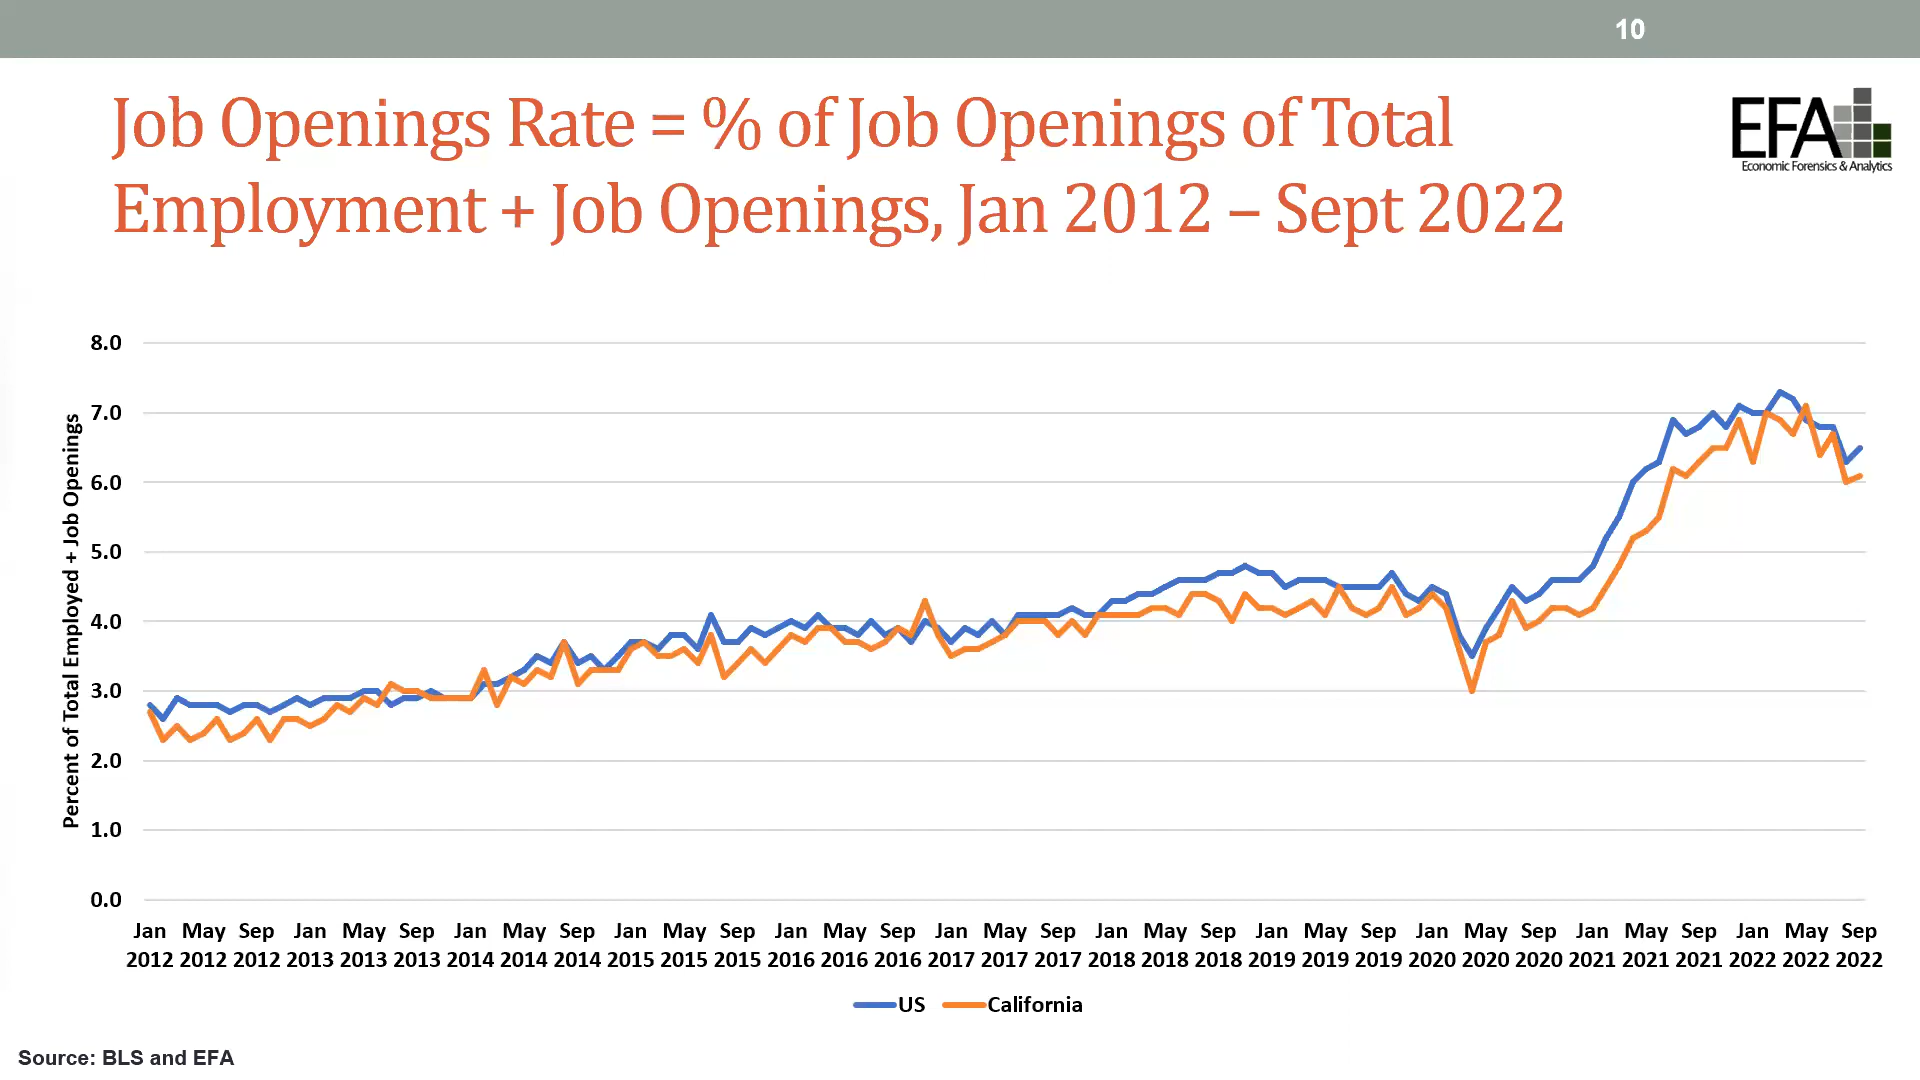 10
Job Openings Rate = % of Job Openings of Total
Employment + Job Openings, Jan 2012 – Sept 2022
EFA
Economic Forensics & Analytics
Percent of Total Employed + Job Openings
8.0
7.0
6.0
5.0
4.0
3.0
2.0
1.0
0.0
Jan May Sep Jan May Sep Jan May Sep Jan May Sep Jan May Sep Jan May Sep Jan May Sep Jan May Sep Jan May Sep Jan May Sep Jan May Sep
2012 2012 2012 2013 2013 2013 2014 2014 2014 2015 2015 2015 2016 2016 2016 2017 2017 2017 2018 2018 2018 2019 2019 2019 2020 2020 2020 2021 2021 2021 2022 2022 2022
US California
Source: BLS and EFA